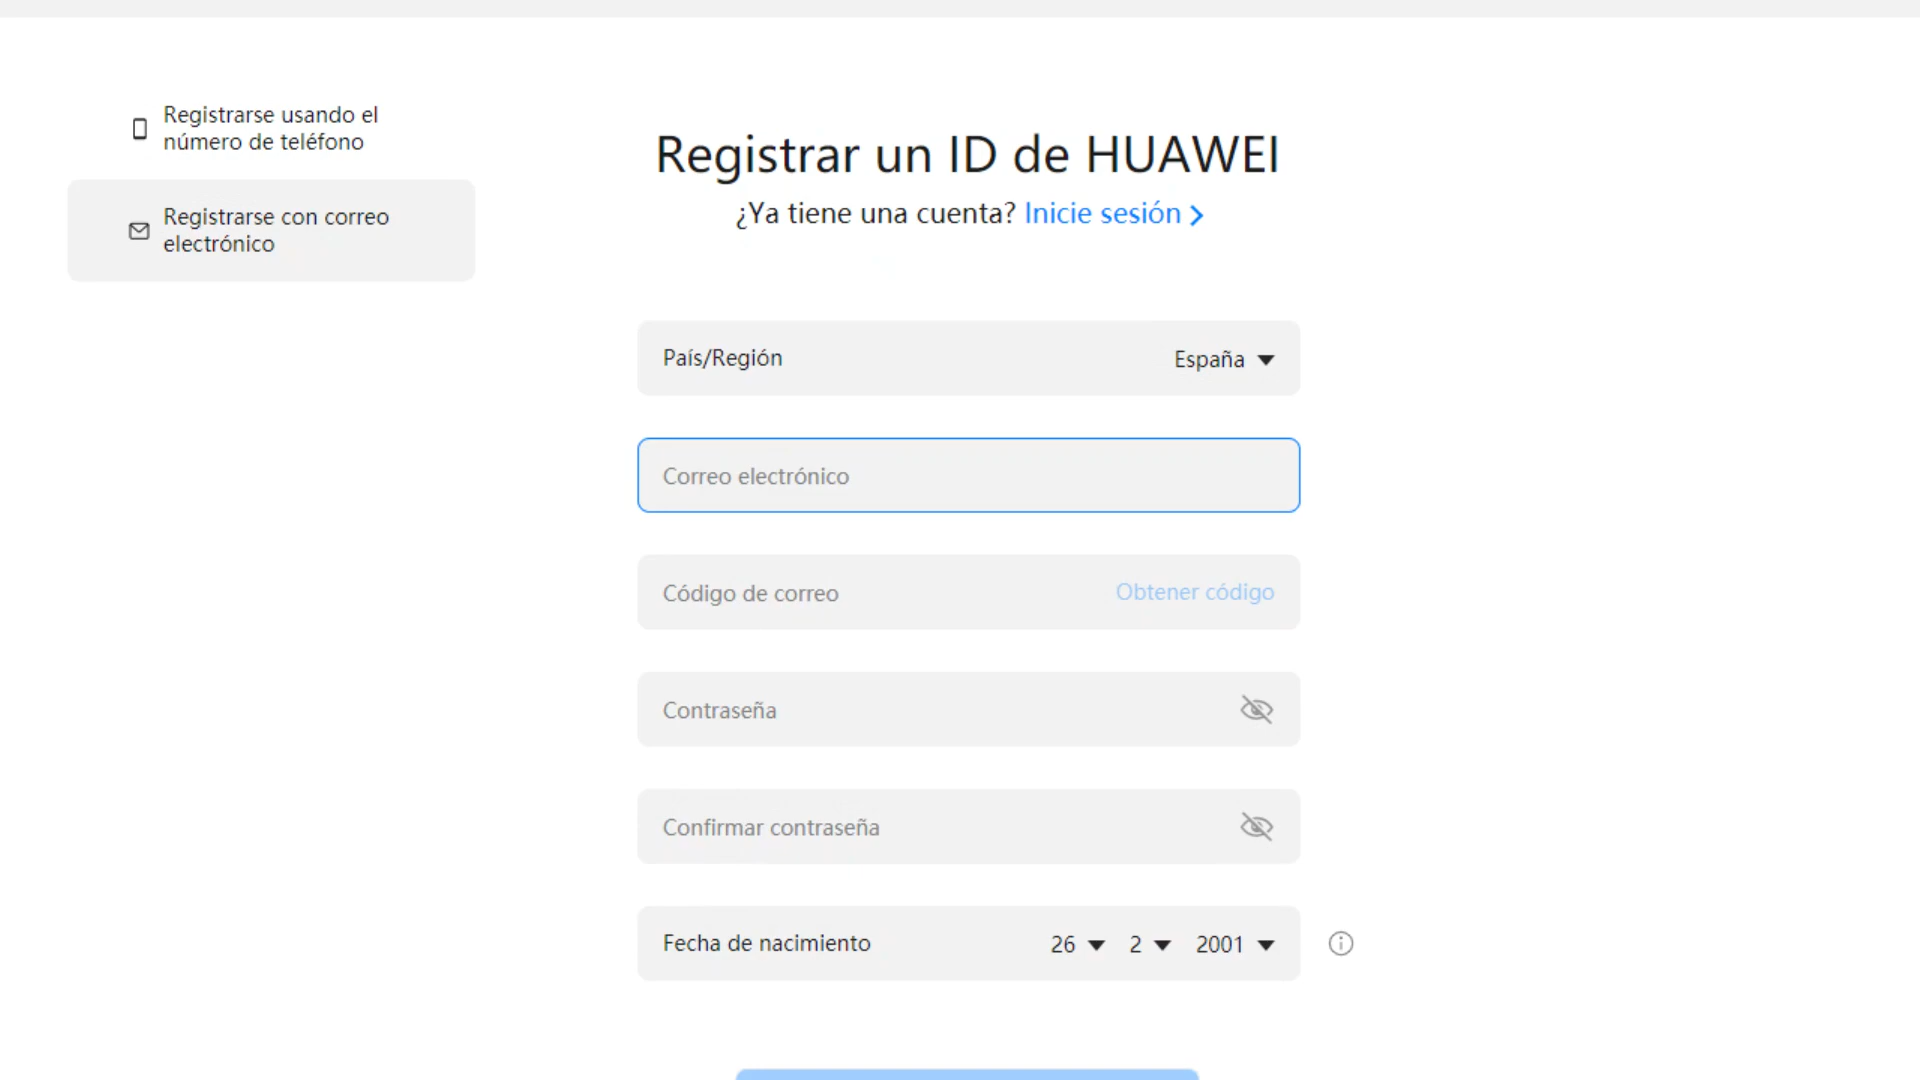 Registrarse usando el
número de teléfono
Registrarse con correo
electrónico
Registrar un ID de HUAWEI
¿Ya tiene una cuenta? Inicie sesión
País/Región España
Correo electrónico
Código de correo Obtener código
Contraseña
Confirmar contraseña
Fecha de nacimiento 26 2 2001